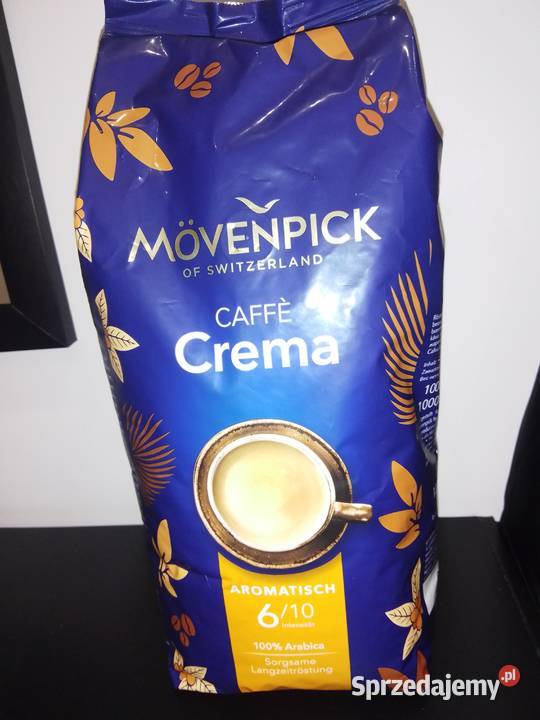 MÖVENPICK
OF SWITZERLAND
CAFFÈ
Crema
AROMATISCH
6/10
Intensität
100% Arabica
Sorgsame
Langzeitröstung
Sprzedajemy.pl